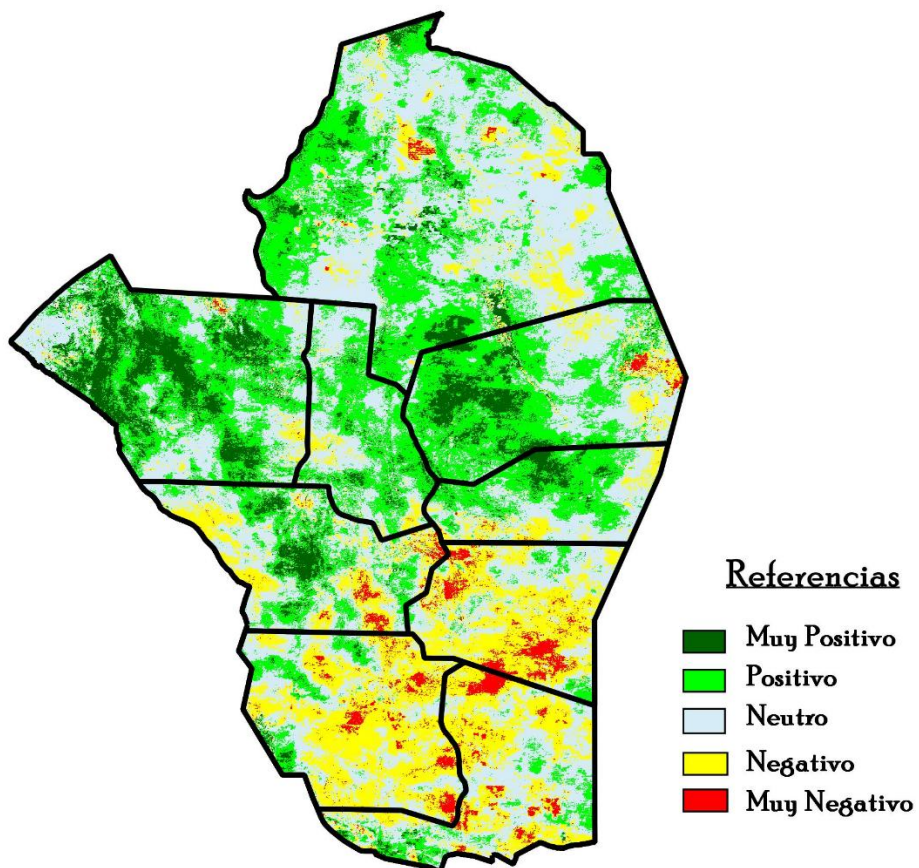 Referencias
Muy Positivo
Positivo
Neutro
Negativo
Muy Negativo